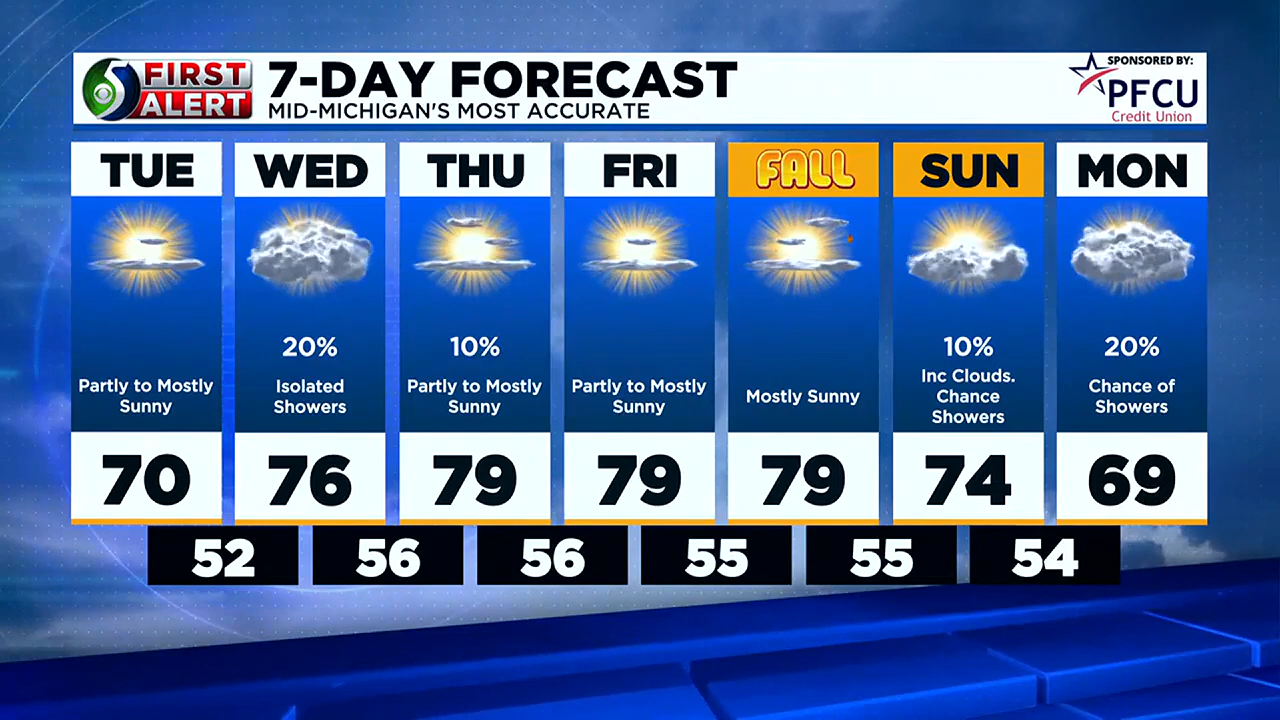 5 FIRST ALERT
7-DAY FORECAST
MID-MICHIGAN'S MOST ACCURATE
SPONSORED BY:
PFCU
Credit Union
TUE
Partly to Mostly
Sunny
70
WED
20%
Isolated
Showers
76
THU
10%
Partly to Mostly
Sunny
79
FRI
Partly to Mostly
Sunny
79
FALL
Mostly Sunny
79
SUN
10%
Inc Clouds.
Chance
Showers
74
MON
20%
Chance of
Showers
69
52
56
56
55
55
54